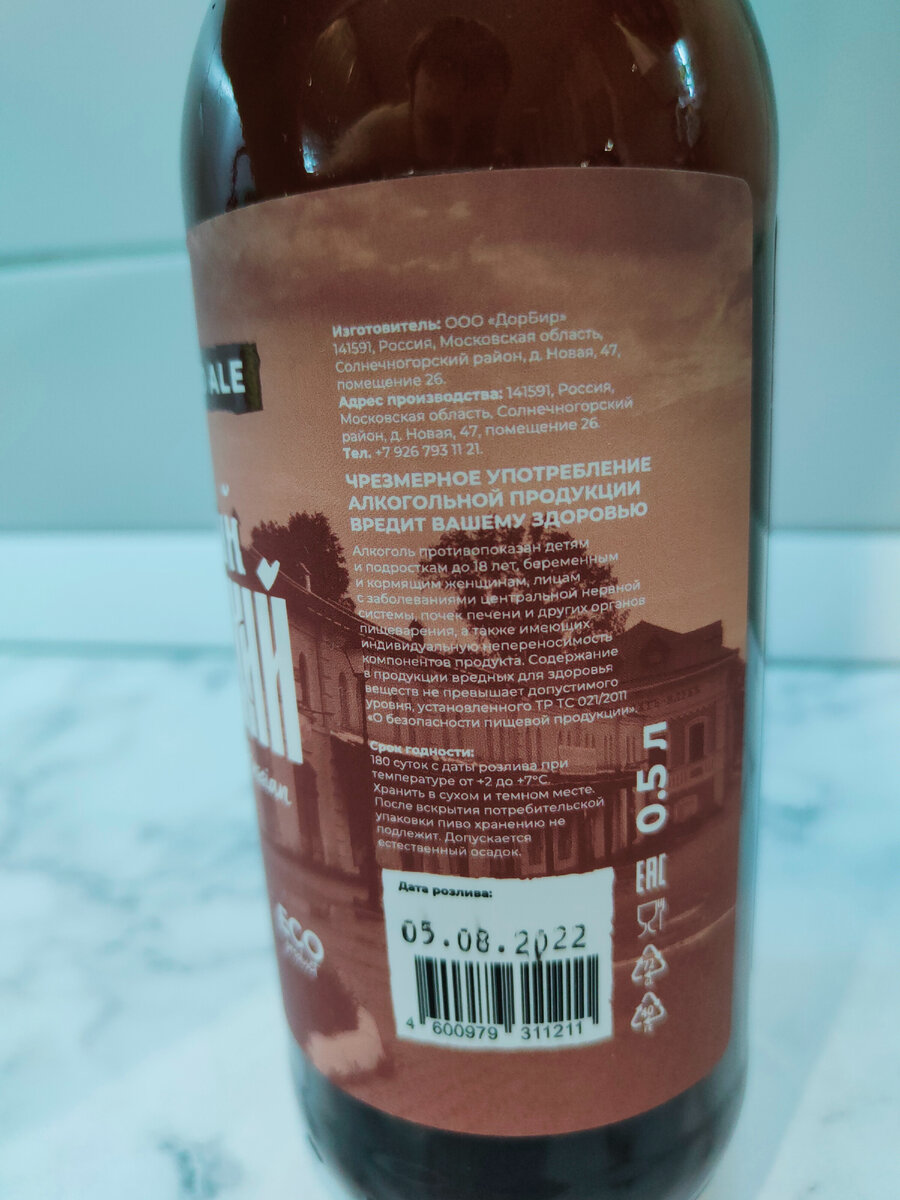 ALE
Изготовитель: ООО «ДорБир»
141591, Россия, Московская область,
Солнечногорский район, д. Новая, 47,
помещение 26.
Адрес производства: 141591, Россия,
Московская область, Солнечногорский
район, д. Новая, 47, помещение 26.
Тел. +7 926 793 11 21.
ЧРЕЗМЕРНОЕ УПОТРЕБЛЕНИЕ
АЛКОГОЛЬНОЙ ПРОДУКЦИИ
ВРЕДИТ ВАШЕМУ ЗДОРОВЬЮ
Алкоголь противопоказан детям
и подросткам до 18 лет, беременным
и кормящим женщинам, лицам
с заболеваниями центральной нервной
системы, почек печени и других органов
пищеварения, а также имеющих
индивидуальную непереносимость
компонентов продукта. Содержание
в продукции вредных для здоровья
веществ не превышает допустимого
уровня, установленного ТР ТС 021/2011
«О безопасности пищевой продукции».
Срок годности:
180 суток с даты розлива при
температуре от +2 до +7°С.
Хранить в сухом и темном месте.
После вскрытия потребительской
упаковки пиво хранению не
подлежит. Допускается
естественный осадок.
0.5 л
EAC
Дата розлива:
05.08.2022
4 600979 311211
ECO